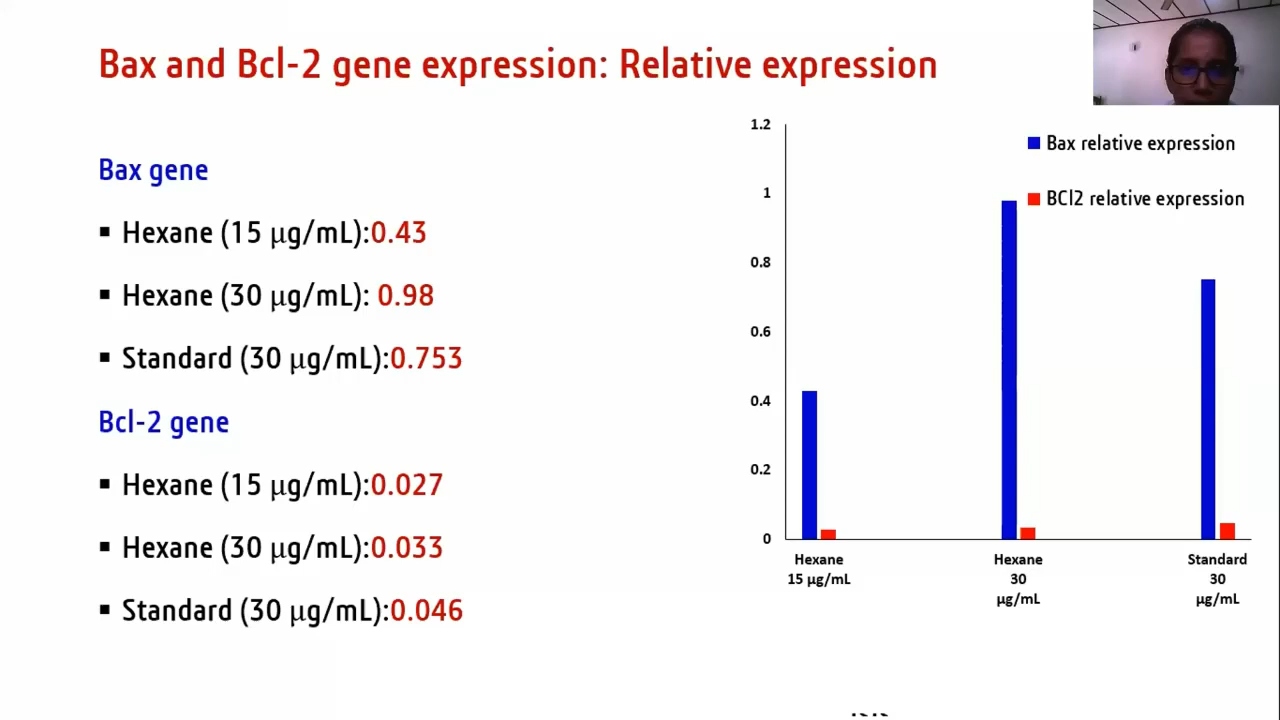 Bax and Bcl-2 gene expression: Relative expression
Bax gene
▪ Hexane (15 µg/mL):0.43
▪ Hexane (30 µg/mL): 0.98
▪ Standard (30 µg/mL):0.753
Bcl-2 gene
▪ Hexane (15 µg/mL):0.027
▪ Hexane (30 µg/mL):0.033
▪ Standard (30 µg/mL):0.046
1.2
1
0.8
0.6
0.4
0.2
0
Bax relative expression
BCl2 relative expression
Hexane
15 µg/mL
Hexane
30
µg/mL
Standard
30
µg/mL